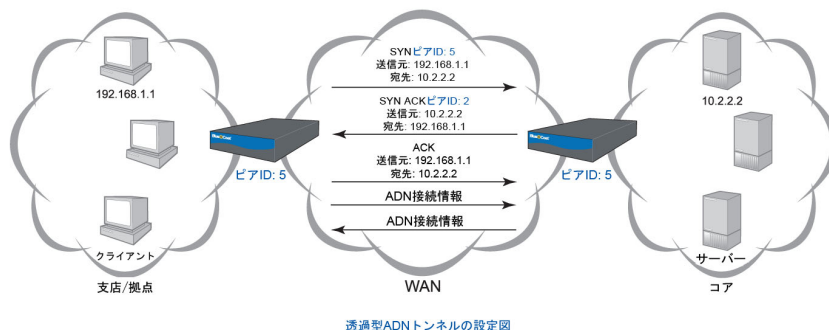 SYNピアID: 5
送信元: 192.168.1.1
宛先: 10.2.2.2
192.168.1.1
10.2.2.2
SYN ACKピアID: 2
送信元: 10.2.2.2
宛先: 192.168.1.1
ACK
送信元: 192.168.1.1
宛先: 10.2.2.2
ピアID: 5
ピアID: 5
ADN接続情報
ADN接続情報
クライアント
サーバー
支店/拠点
WAN
コア
透過型ADNトンネルの設定図